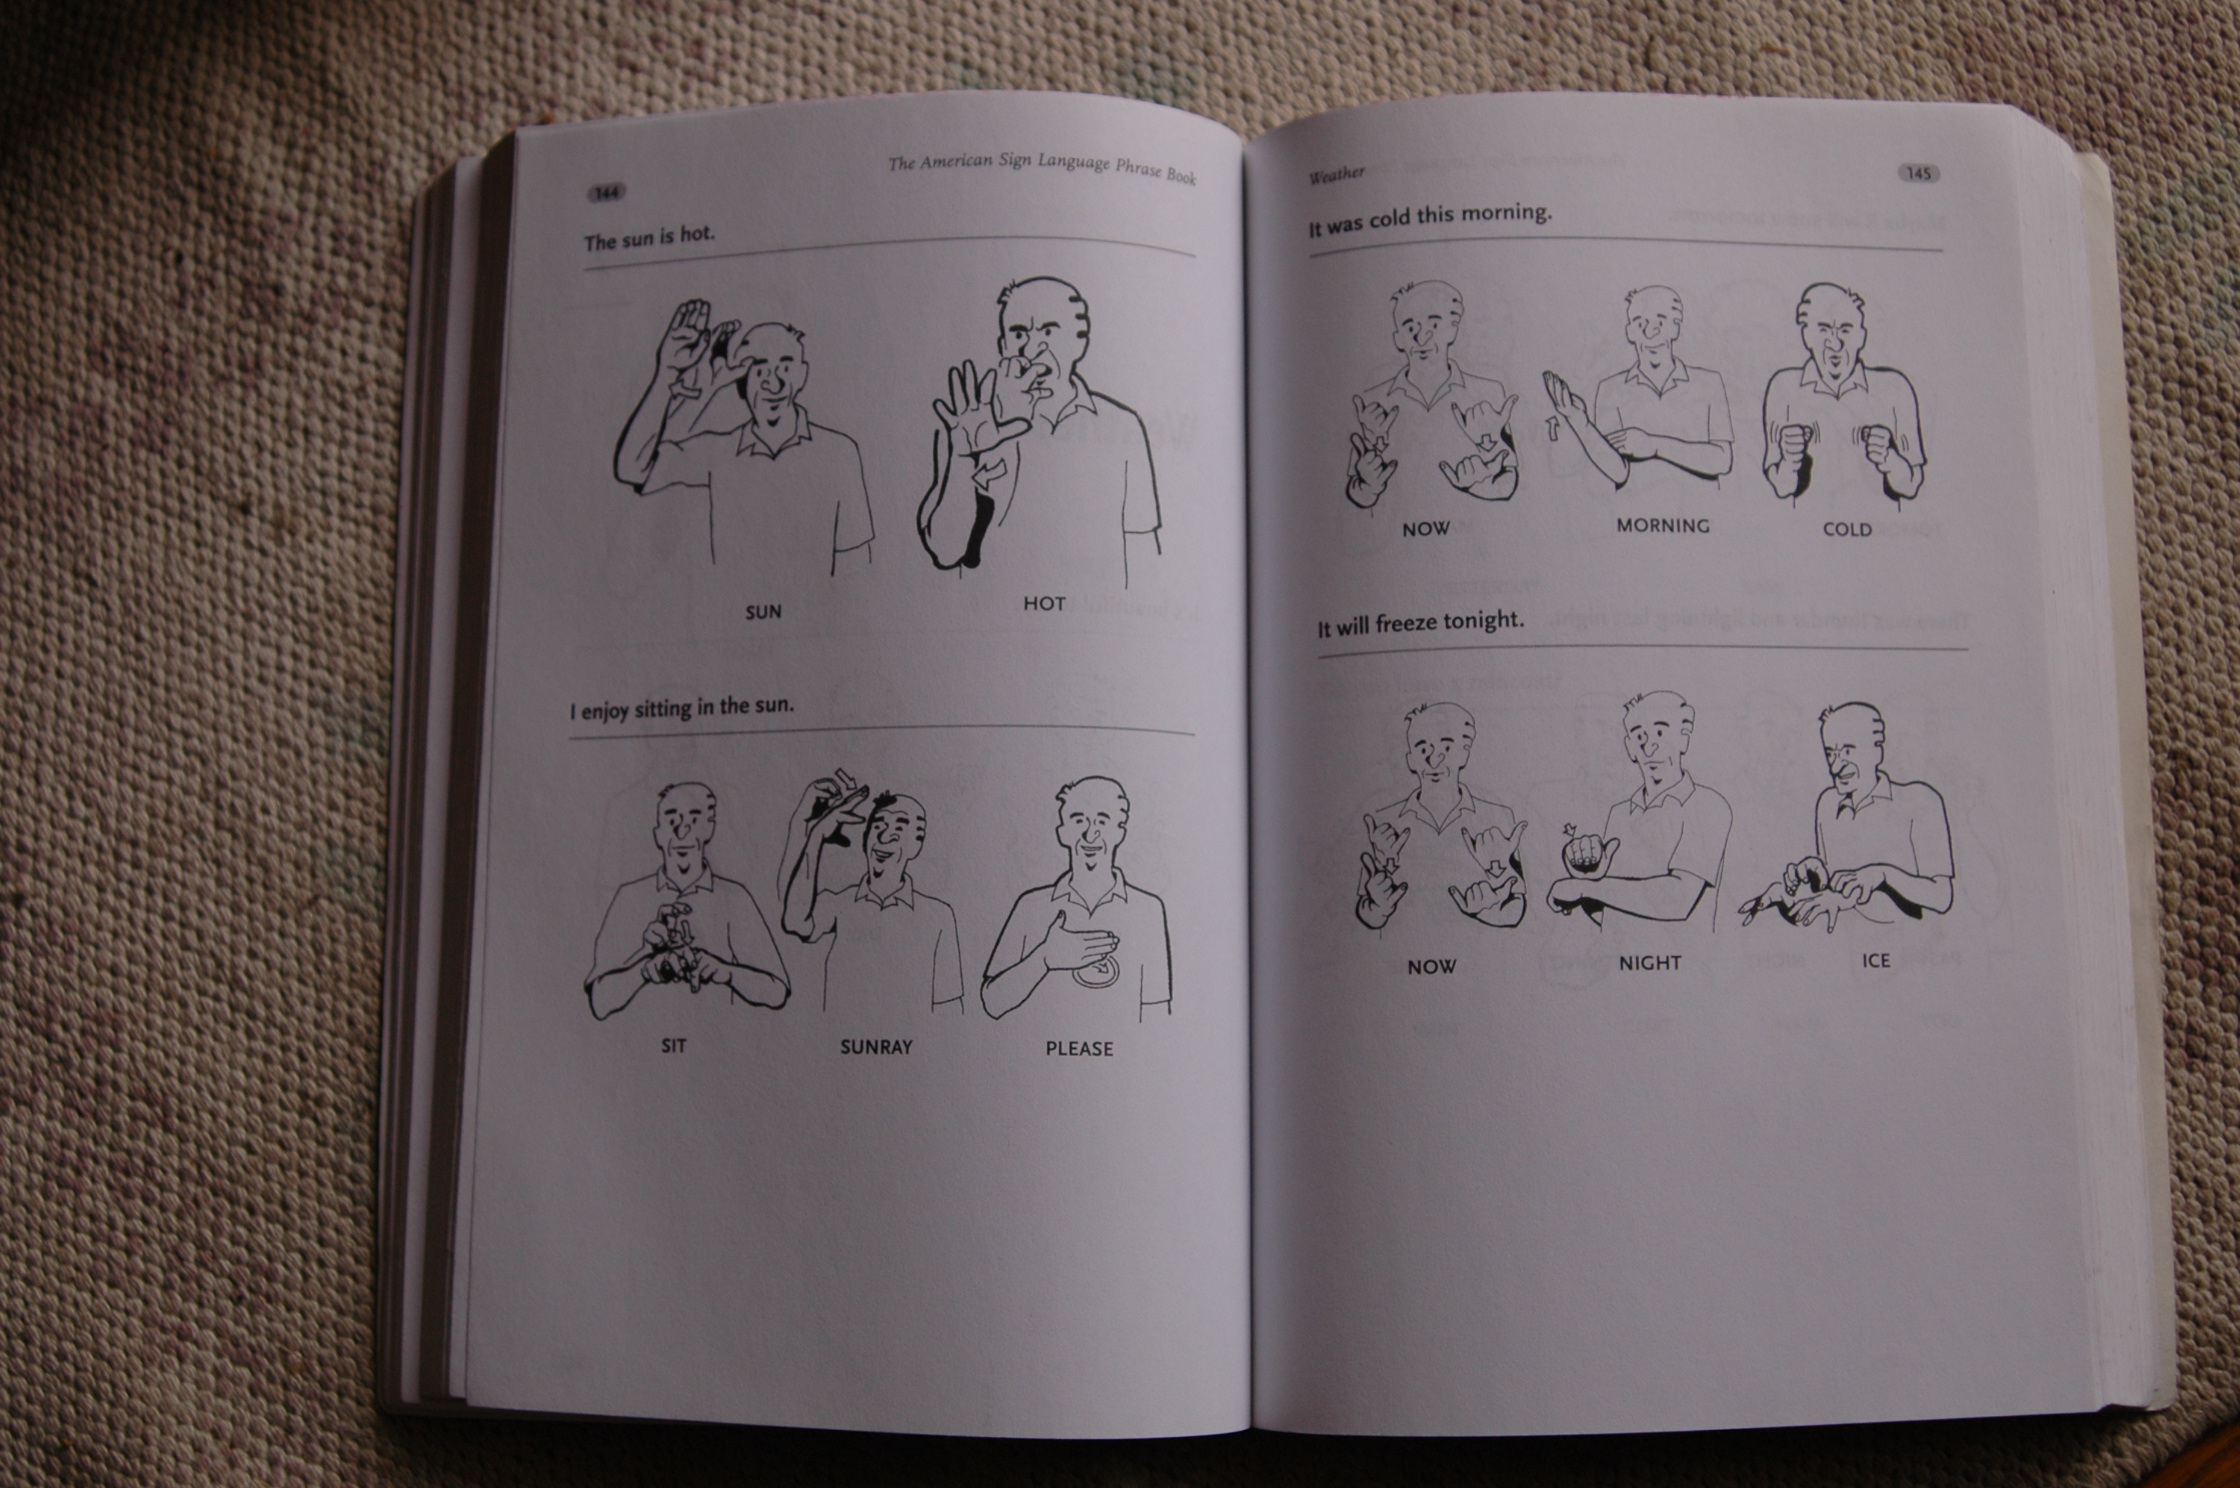 144
The American Sign Language Phrase Book
The sun is hot.
SUN HOT
I enjoy sitting in the sun.
SIT SUNRAY PLEASE
Weather 145
It was cold this morning.
NOW MORNING COLD
It will freeze tonight.
NOW NIGHT ICE